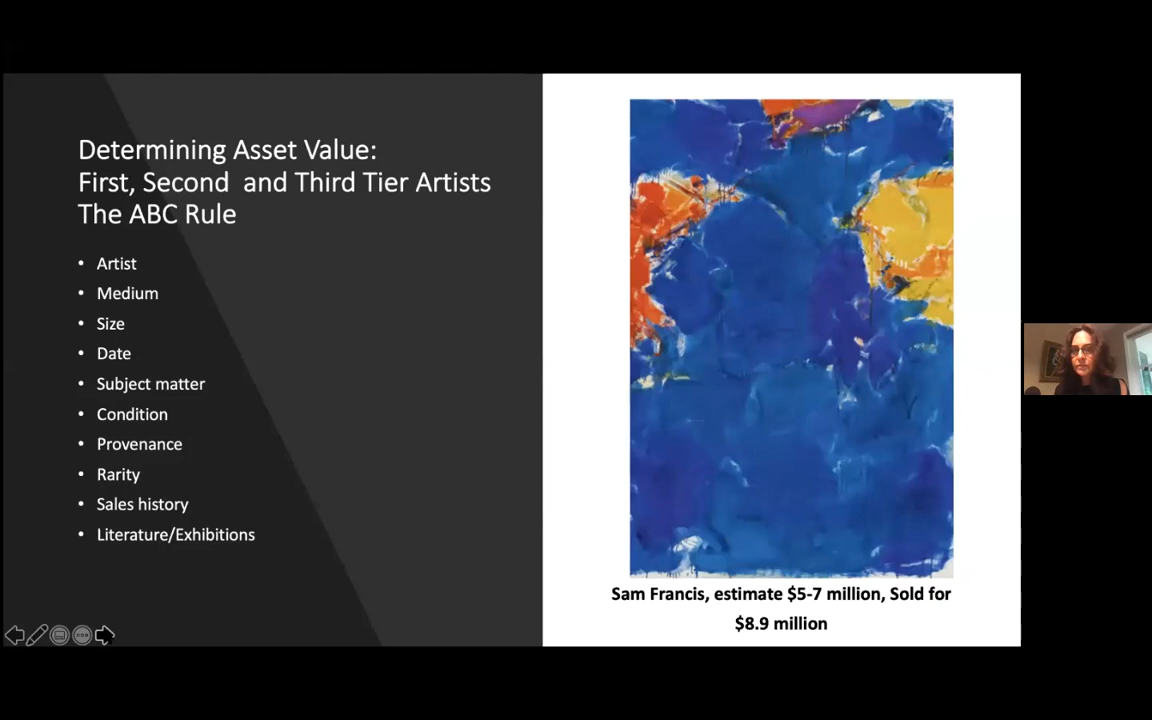 Determining Asset Value:
First, Second and Third Tier Artists
The ABC Rule
• Artist
• Medium
• Size
• Date
• Subject matter
• Condition
• Provenance
• Rarity
• Sales history
• Literature/Exhibitions
Sam Francis, estimate $5-7 million, Sold for
$8.9 million